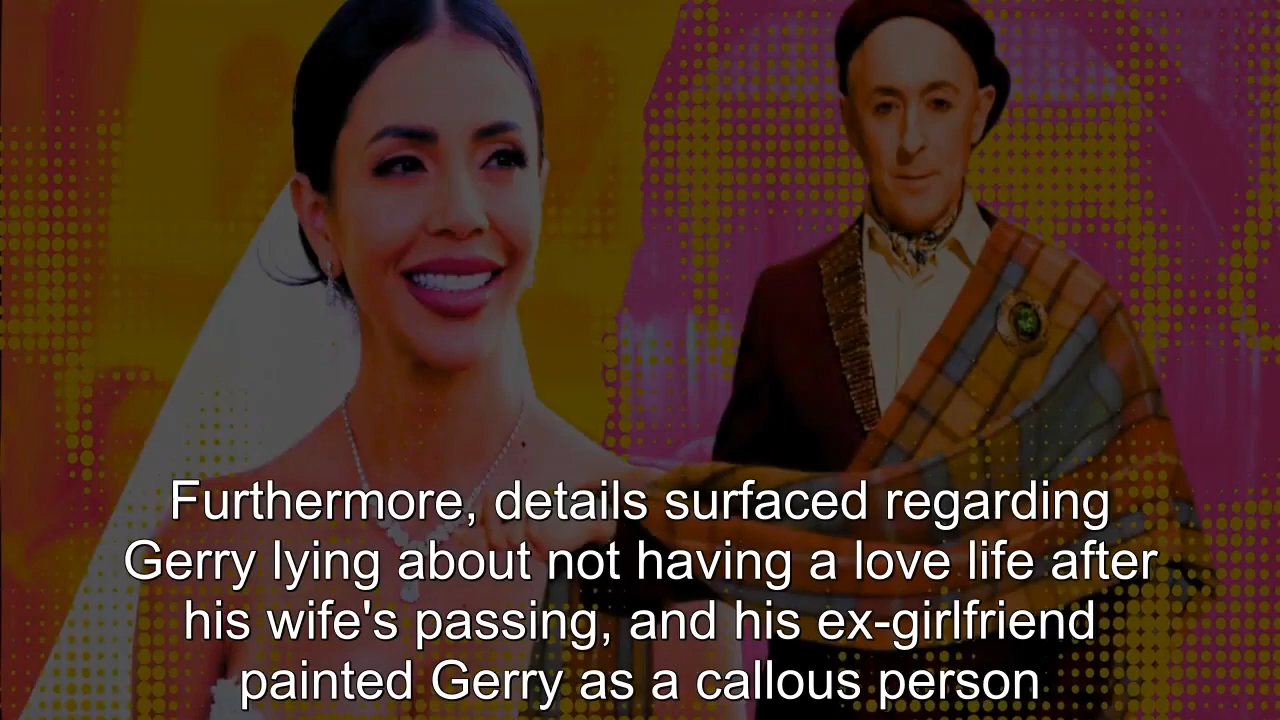 Furthermore, details surfaced regarding
Gerry lying about not having a love life after
his wife's passing, and his ex-girlfriend
painted Gerry as a callous person